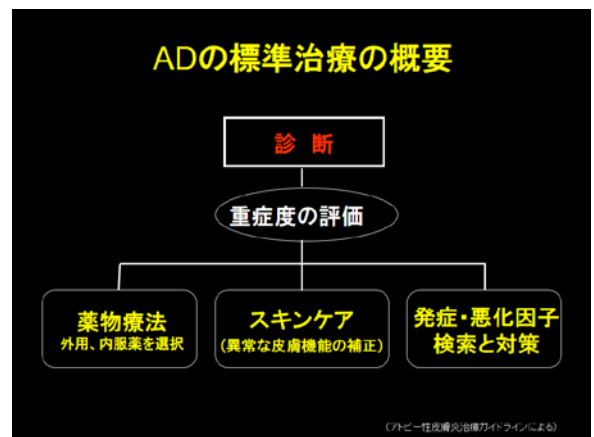 ADの標準治療の概要
診 断
重症度の評価
薬物療法
外用、内服薬を選択
スキンケア
(異常な皮膚機能の補正)
発症・悪化因子
検索と対策
(アトピー性皮膚炎治療ガイドラインによる)